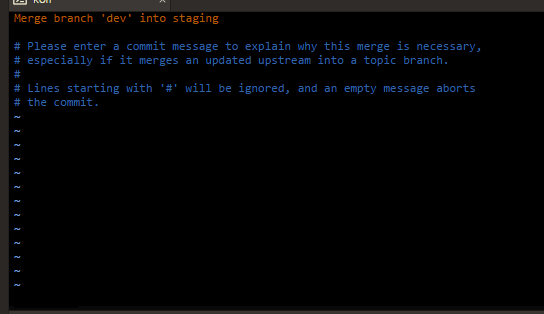 Merge branch 'dev' into staging
# Please enter a commit message to explain why this merge is necessary,
# especially if it merges an updated upstream into a topic branch.
#
# Lines starting with '#' will be ignored, and an empty message aborts
# the commit.
~
~
~
~
~
~
~
~
~
~
~
~
~